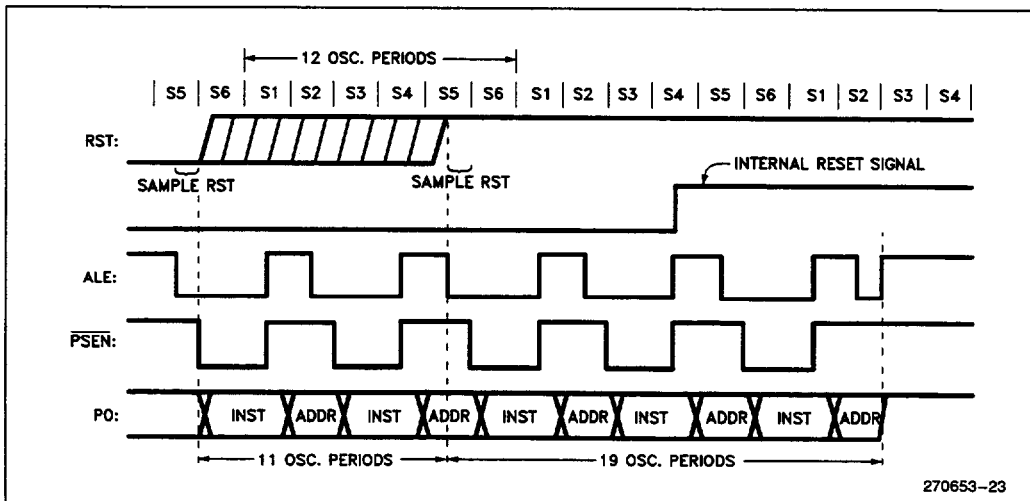 12 OSC. PERIODS
S5 S6 S1 S2 S3 S4 S5 S6 S1 S2 S3 S4 S5 S6 S1 S2 S3 S4
RST:
SAMPLE RST SAMPLE RST
INTERNAL RESET SIGNAL
ALE:
PSEN:
P0: INST ADDR INST ADDR INST ADDR INST ADDR INST ADDR
11 OSC. PERIODS 19 OSC. PERIODS
270653-23